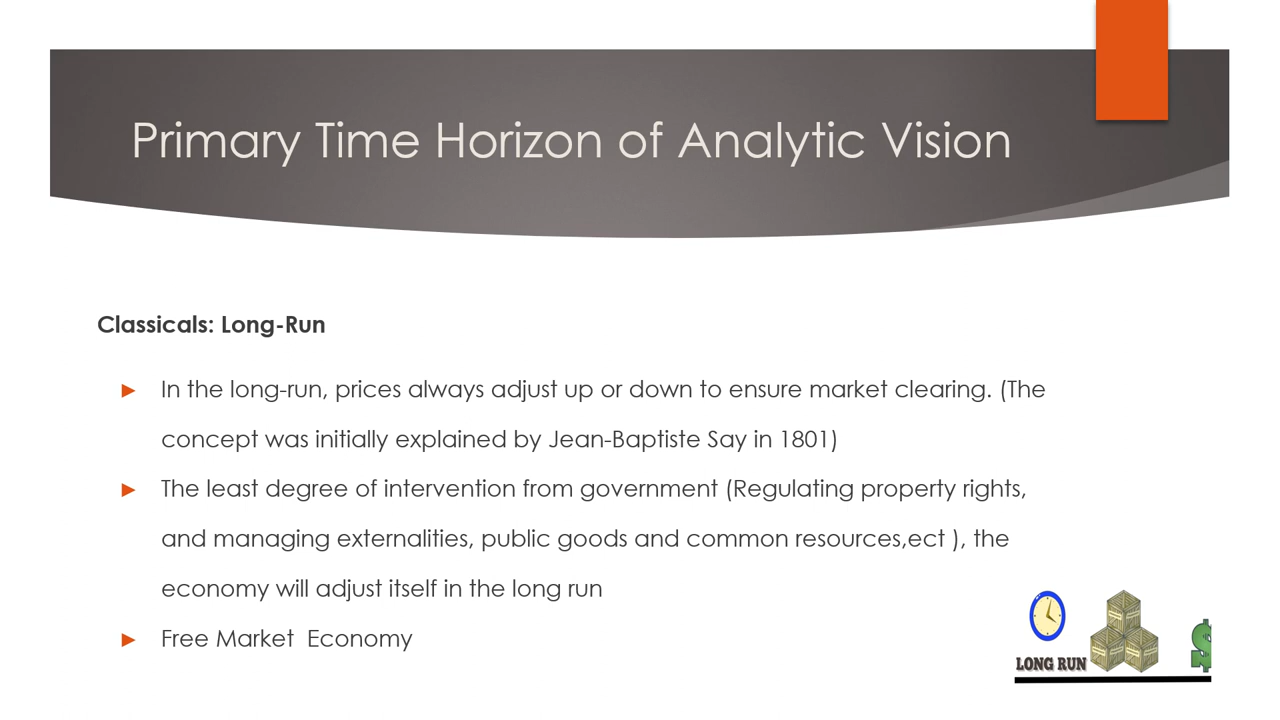 Primary Time Horizon of Analytic Vision
Classicals: Long-Run
In the long-run, prices always adjust up or down to ensure market clearing. (The
concept was initially explained by Jean-Baptiste Say in 1801)
The least degree of intervention from government (Regulating property rights,
and managing externalities, public goods and common resources,ect ), the
economy will adjust itself in the long run
Free Market  Economy
LONG RUN
$